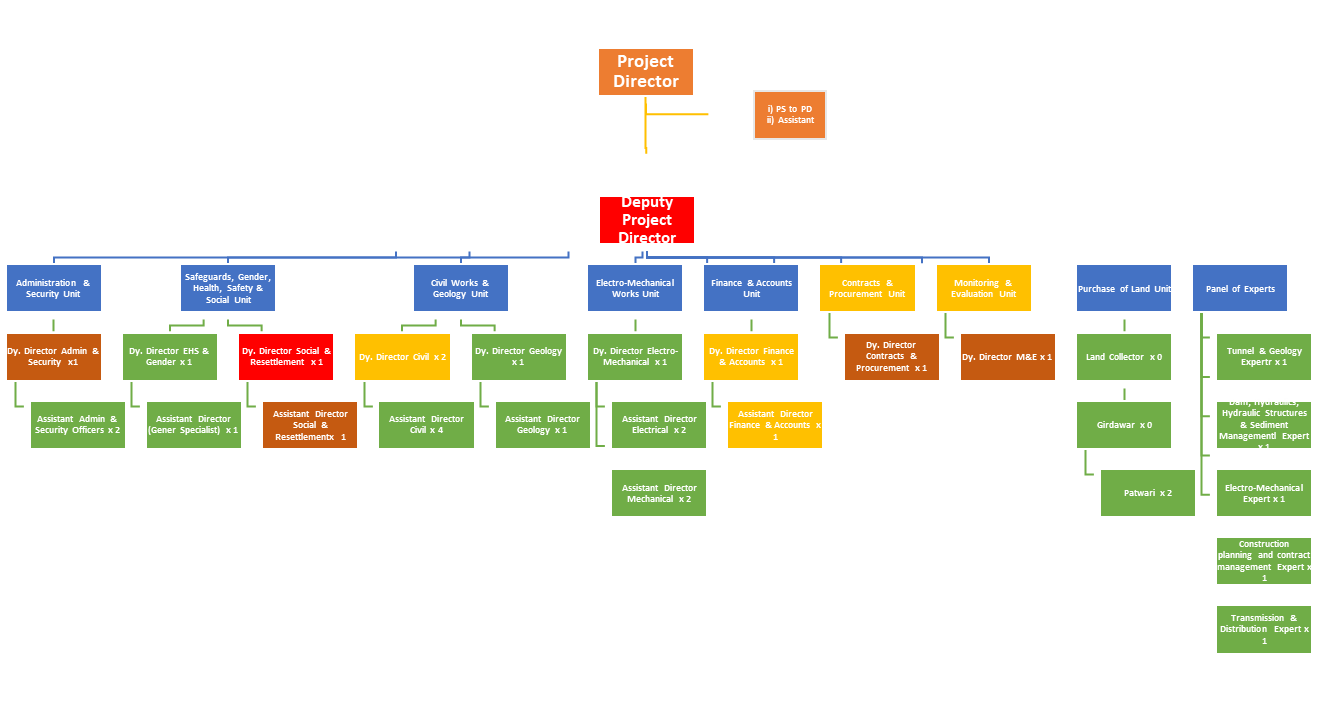 Project
Director
i) PS to PD
ii) Assistant
Deputy
Project
Director
Administration &
Security Unit
Safeguards, Gender,
Health, Safety &
Social Unit
Civil Works &
Geology Unit
Electro-Mechanical
Works Unit
Finance & Accounts
Unit
Contracts &
Procurement Unit
Monitoring &
Evaluation Unit
Purchase of Land Unit
Panel of Experts
Dy. Director Admin &
Security x1
Dy. Director EHS &
Gender x 1
Dy. Director Social &
Resettlement x 1
Dy. Director Civil x 2
Dy. Director Geology
x 1
Dy. Director Electro-
Mechanical x 1
Dy. Director Finance
& Accounts x 1
Dy. Director
Contracts &
Procurement x 1
Dy. Director M&E x 1
Land Collector x 0
Tunnel & Geology
Expertr x 1
Assistant Admin &
Security Officers x 2
Assistant Director
(Gener Specialist) x 1
Assistant Director
Social &
Resettlementx 1
Assistant Director
Civil x 4
Assistant Director
Geology x 1
Assistant Director
Electrical x 2
Assistant Director
Finance & Accounts x
1
Girdawar x 0
Dam, Hydraulics,
Hydraulic Structures
& Sediment
Managementl Expert
x 1
Assistant Director
Mechanical x 2
Patwari x 2
Electro-Mechanical
Expert x 1
Construction
planning and contract
management Expert x
1
Transmission &
Distribution Expert x
1